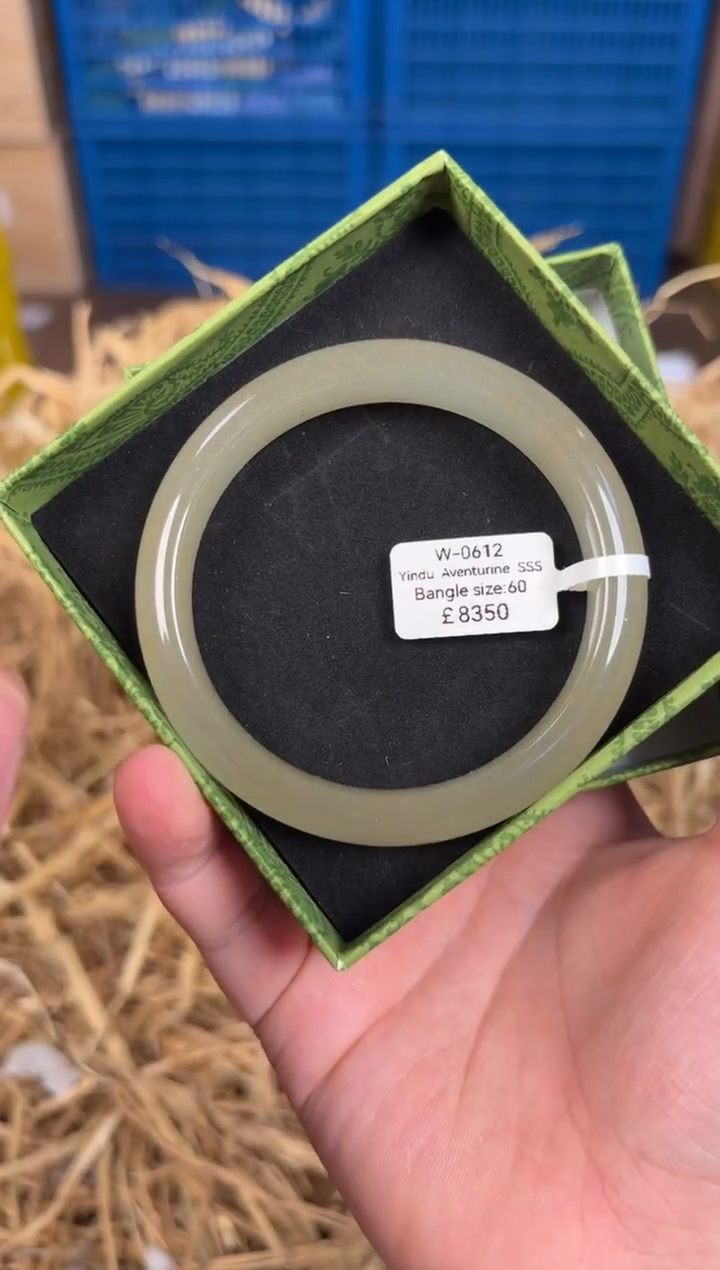 W-0612
Yindu Aventurine SSS
Bangle size:60
£8350